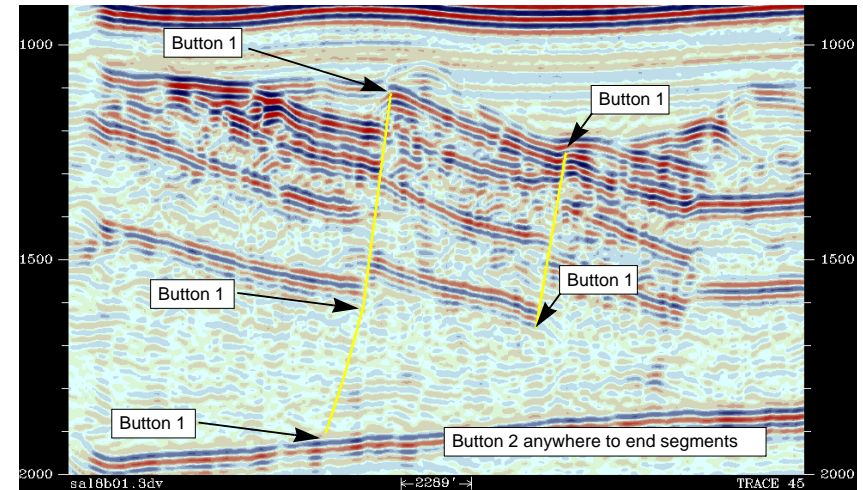 Button 1
1000
1000
Button 1
1500
1500
Button 1
Button 1
Button 1
Button 2 anywhere to end segments
2000
2000
sal8b01.3dv
2289'
TRACE 45